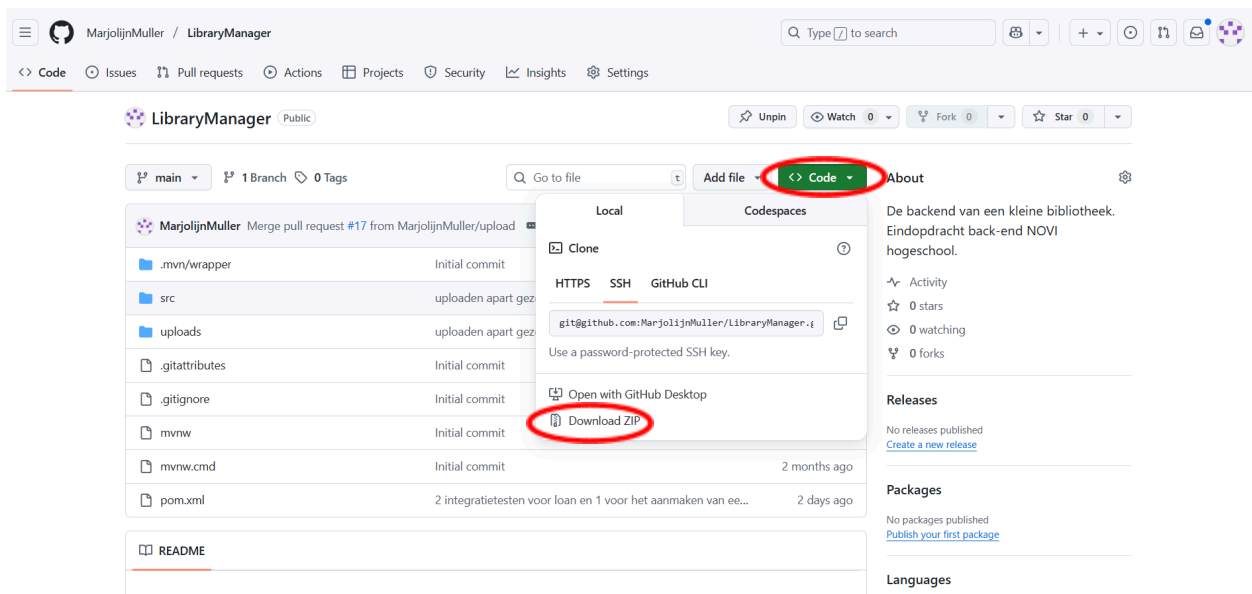 MarjolijnMuller / LibraryManager
Type / to search
Code Issues Pull requests Actions Projects Security Insights Settings
LibraryManager Public
Unpin Watch 0 Fork 0 Star 0
main 1 Branch 0 Tags
Go to file t Add file Code
About
De backend van een kleine bibliotheek.
Eindopdracht back-end NOVI
hogeschool.
Activity
0 stars
0 watching
0 forks
Local Codespaces
Clone
HTTPS SSH GitHub CLI
git@github.com:MarjolijnMuller/LibraryManager.g
Use a password-protected SSH key.
Open with GitHub Desktop
Download ZIP
MarjolijnMuller Merge pull request #17 from MarjolijnMuller/upload
.mvn/wrapper Initial commit
src uploaden apart gez
uploads uploaden apart gez
.gitattributes Initial commit
.gitignore Initial commit
mvnw Initial commit
mvnw.cmd Initial commit 2 months ago
pom.xml 2 integratietesten voor loan en 1 voor het aanmaken van ee... 2 days ago
README
Releases
No releases published
Create a new release
Packages
No packages published
Publish your first package
Languages